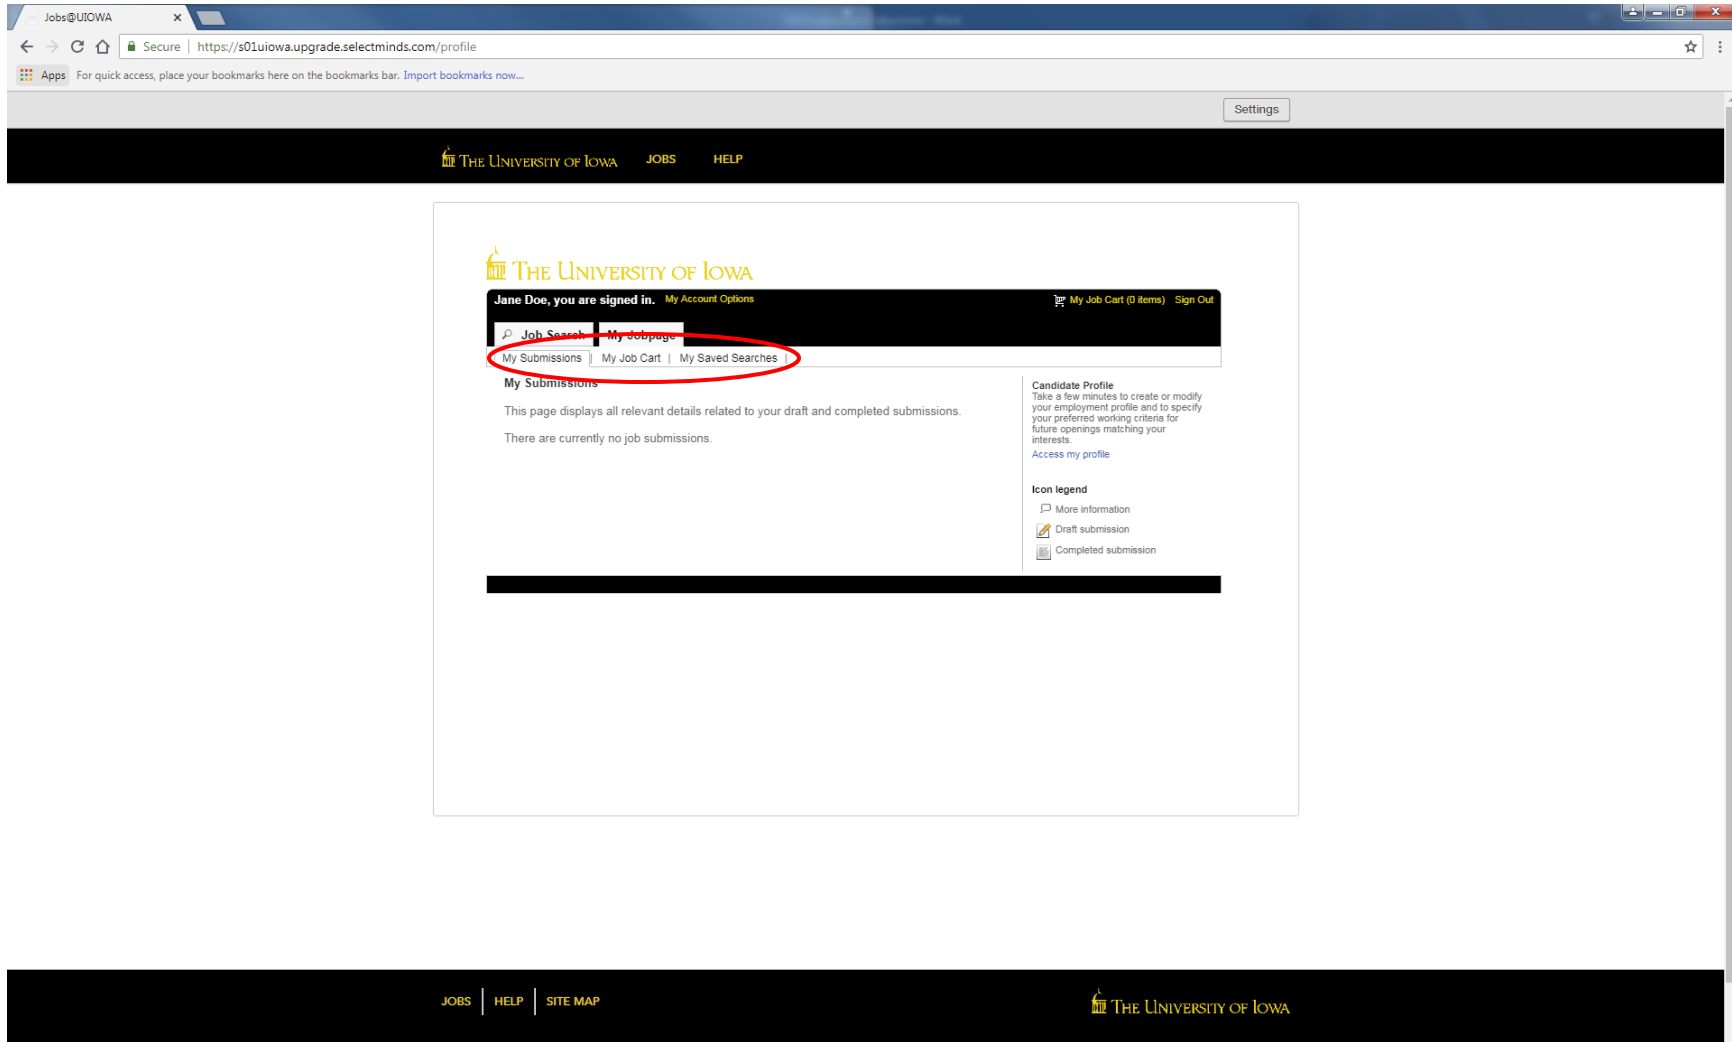 Jobs@UIOWA
Secure | https://s01uiowa.upgrade.selectminds.com/profile
Apps For quick access, place your bookmarks here on the bookmarks bar. Import bookmarks now...
Settings
THE UNIVERSITY OF IOWA JOBS HELP
THE UNIVERSITY OF IOWA
Jane Doe, you are signed in. My Account Options My Job Cart (0 items) Sign Out
Job Search My Jobpage
My Submissions | My Job Cart | My Saved Searches |
My Submissions
This page displays all relevant details related to your draft and completed submissions.
There are currently no job submissions.
Candidate Profile
Take a few minutes to create or modify
your employment profile and to specify
your preferred working criteria for
future openings matching your
interests.
Access my profile
Icon legend
More information
Draft submission
Completed submission
JOBS HELP SITE MAP THE UNIVERSITY OF IOWA